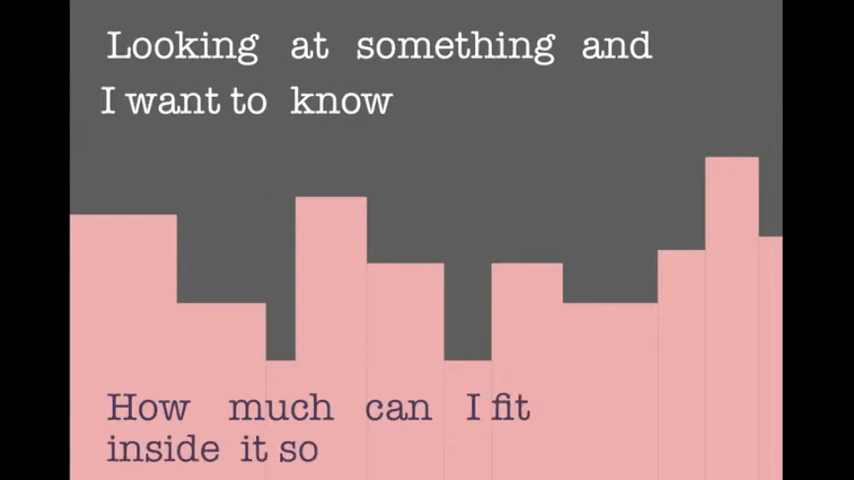 Looking at something and
I want to know
How much can I fit
inside it so